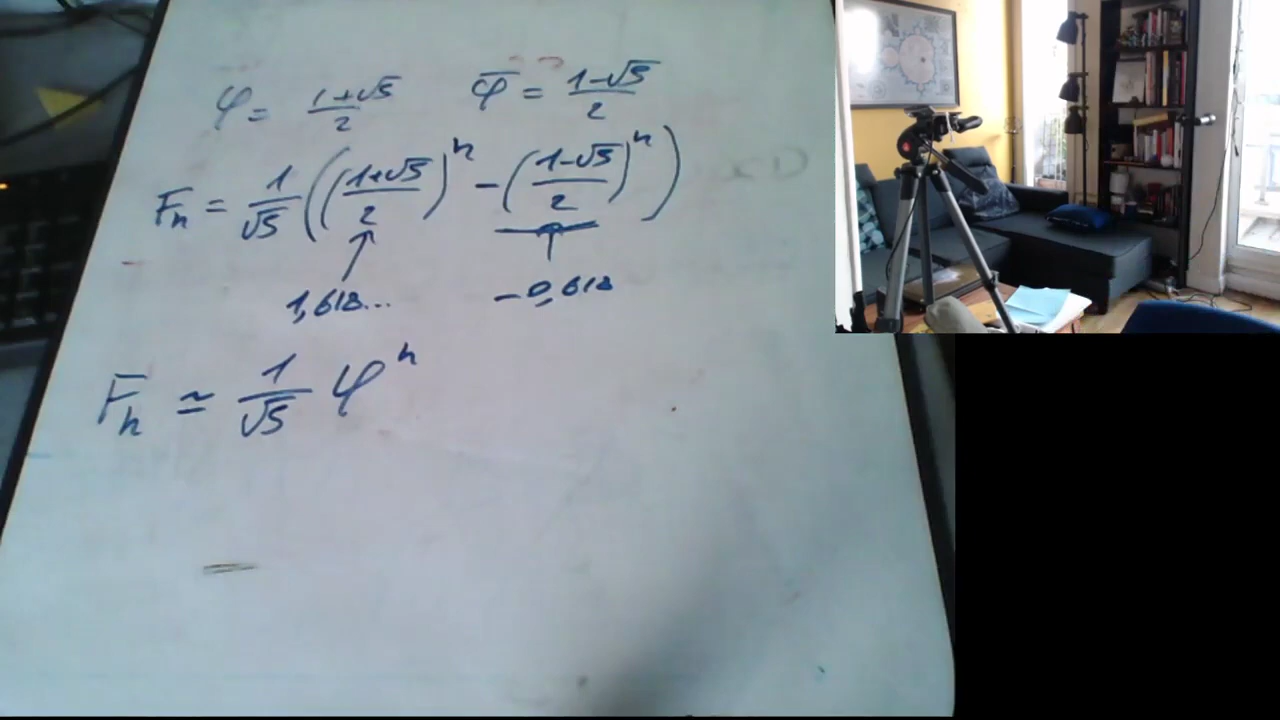 φ = (1+√5)/2    φ̄ = (1-√5)/2
Fₙ = 1/√5 (((1+√5)/2)ⁿ - ((1-√5)/2)ⁿ)
1,618... -0,618
Fₙ ≃ 1/√5 φⁿ